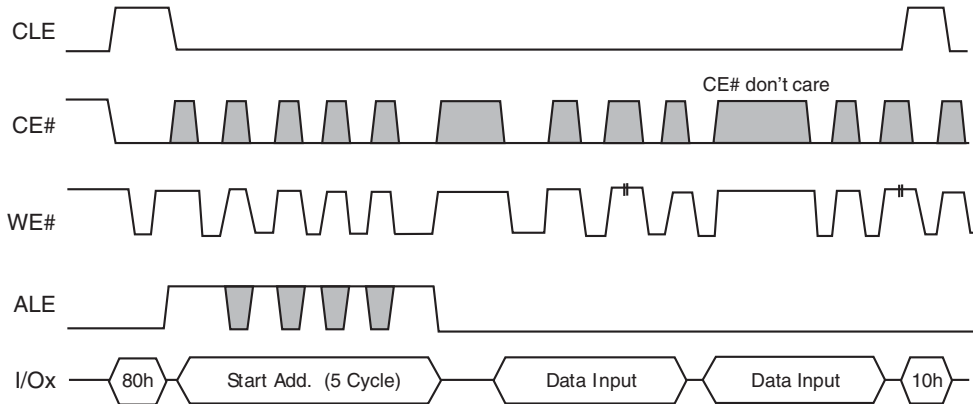 CLE
CE# don't care
CE#
WE#
ALE
I/Ox 80h Start Add. (5 Cycle) Data Input Data Input 10h